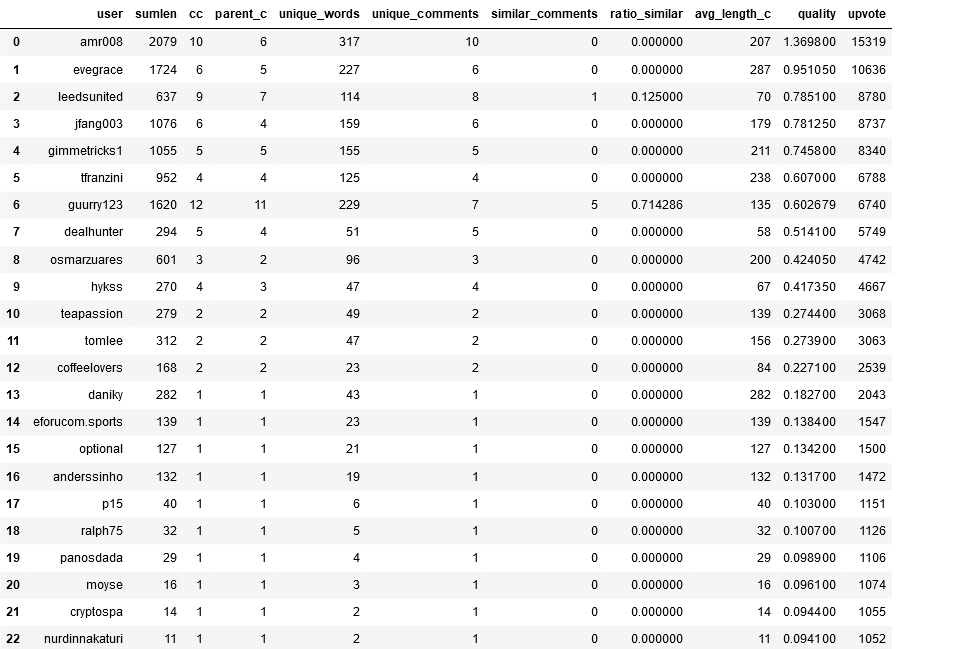 user sumlen cc parent_c unique_words unique_comments similar_comments ratio_similar avg_length_c quality upvote
0 amr008 2079 10 6 317 10 0 0.000000 207 1.369800 15319
1 evegrace 1724 6 5 227 6 0 0.000000 287 0.951050 10636
2 leedsunited 637 9 7 114 8 1 0.125000 70 0.785100 8780
3 jfang003 1076 6 4 159 6 0 0.000000 179 0.781250 8737
4 gimmetricks1 1055 5 5 155 5 0 0.000000 211 0.745800 8340
5 tfranzini 952 4 4 125 4 0 0.000000 238 0.607000 6788
6 guurry123 1620 12 11 229 7 5 0.714286 135 0.602679 6740
7 dealhunter 294 5 4 51 5 0 0.000000 58 0.514100 5749
8 osmarzuares 601 3 2 96 3 0 0.000000 200 0.424050 4742
9 hykss 270 4 3 47 4 0 0.000000 67 0.417350 4667
10 teapassion 279 2 2 49 2 0 0.000000 139 0.274400 3068
11 tomlee 312 2 2 47 2 0 0.000000 156 0.273900 3063
12 coffeelovers 168 2 2 23 2 0 0.000000 84 0.227100 2539
13 daniky 282 1 1 43 1 0 0.000000 282 0.182700 2043
14 eforucom.sports 139 1 1 23 1 0 0.000000 139 0.138400 1547
15 optional 127 1 1 21 1 0 0.000000 127 0.134200 1500
16 anderssinho 132 1 1 19 1 0 0.000000 132 0.131700 1472
17 p15 40 1 1 6 1 0 0.000000 40 0.103000 1151
18 ralph75 32 1 1 5 1 0 0.000000 32 0.100700 1126
19 panosdada 29 1 1 4 1 0 0.000000 29 0.098900 1106
20 moyse 16 1 1 3 1 0 0.000000 16 0.096100 1074
21 cryptospa 14 1 1 2 1 0 0.000000 14 0.094400 1055
22 nurdinnakaturi 11 1 1 2 1 0 0.000000 11 0.094100 1052